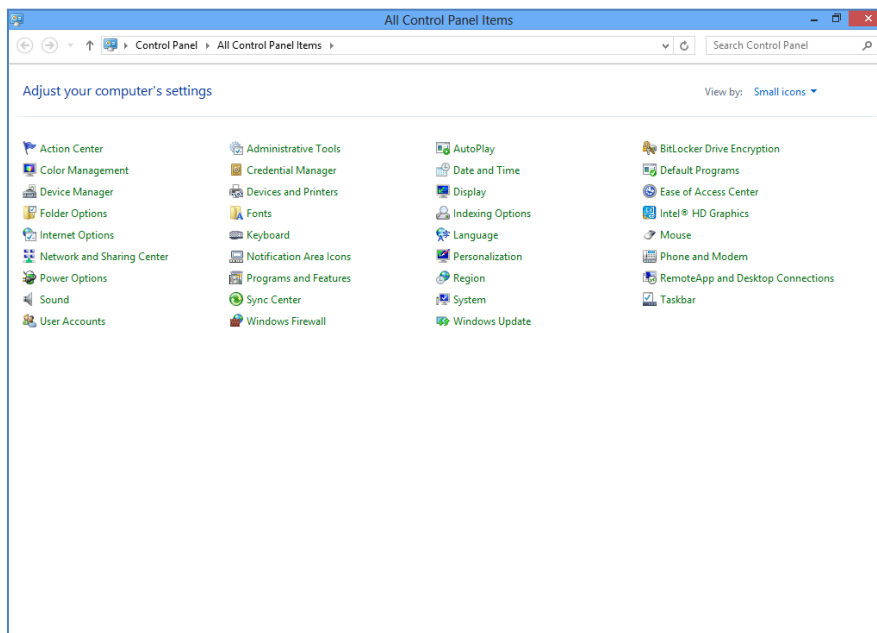 All Control Panel Items
Control Panel All Control Panel Items Search Control Panel
Adjust your computer's settings View by: Small icons
Action Center Administrative Tools AutoPlay BitLocker Drive Encryption
Color Management Credential Manager Date and Time Default Programs
Device Manager Devices and Printers Display Ease of Access Center
Folder Options Fonts Indexing Options Intel® HD Graphics
Internet Options Keyboard Language Mouse
Network and Sharing Center Notification Area Icons Personalization Phone and Modem
Power Options Programs and Features Region RemoteApp and Desktop Connections
Sound Sync Center System Taskbar
User Accounts Windows Firewall Windows Update